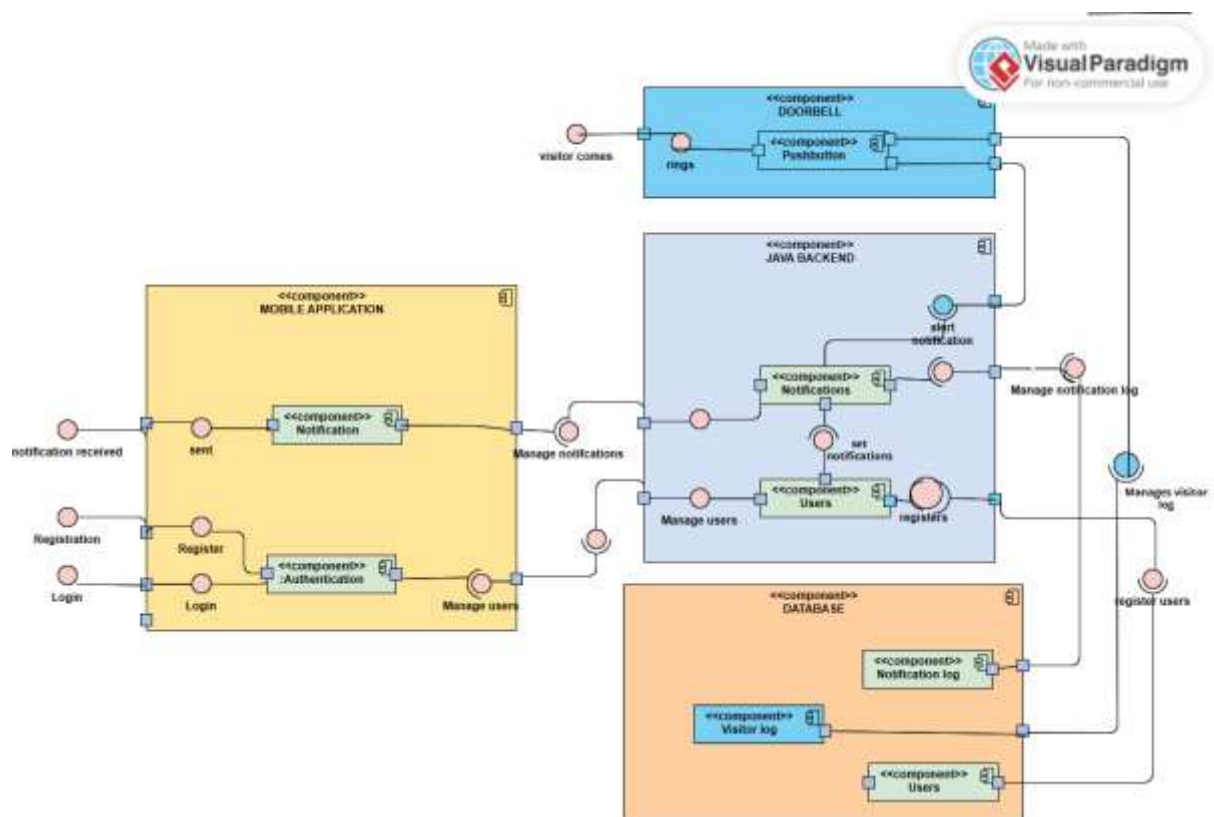 Made with
Visual Paradigm
For non-commercial use
<<component>>
DOORBELL
visitor comes
rings
<<component>>
Pushbutton
<<component>>
JAVA BACKEND
alert
notification
<<component>>
Notifications
Manage notification log
set
notifications
Manage users
<<component>>
Users
registers
Manages visitor
log
register users
<<component>>
MOBILE APPLICATION
notification received
sent
<<component>>
Notification
Manage notifcations
Registration
Register
Login
Login
<<component>>
:Authentication
Manage users
<<component>>
DATABASE
<<component>>
Notification log
<<component>>
Visitor log
<<component>>
Users